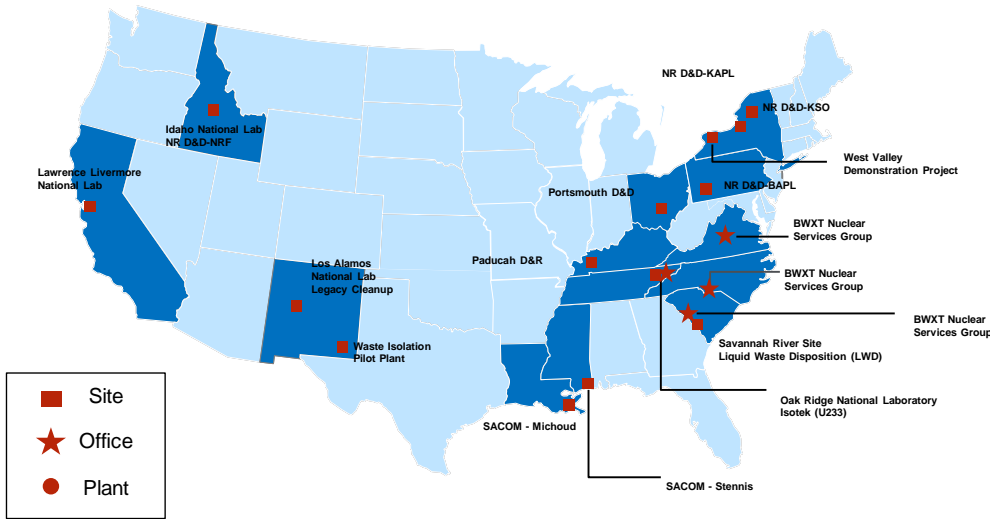 NR D&D-KAPL
NR D&D-KSO
Idaho National Lab
NR D&D-NRF
West Valley
Demonstration Project
Lawrence Livermore
National Lab
Portsmouth D&D
NR D&D-BAPL
BWXT Nuclear
Services Group
Paducah D&R
Los Alamos
National Lab
Legacy Cleanup
BWXT Nuclear
Services Group
BWXT Nuclear
Services Group
Waste Isolation
Pilot Plant
Savannah River Site
Liquid Waste Disposition (LWD)
Oak Ridge National Laboratory
Isotek (U233)
SACOM - Michoud
SACOM - Stennis
Site
Office
Plant